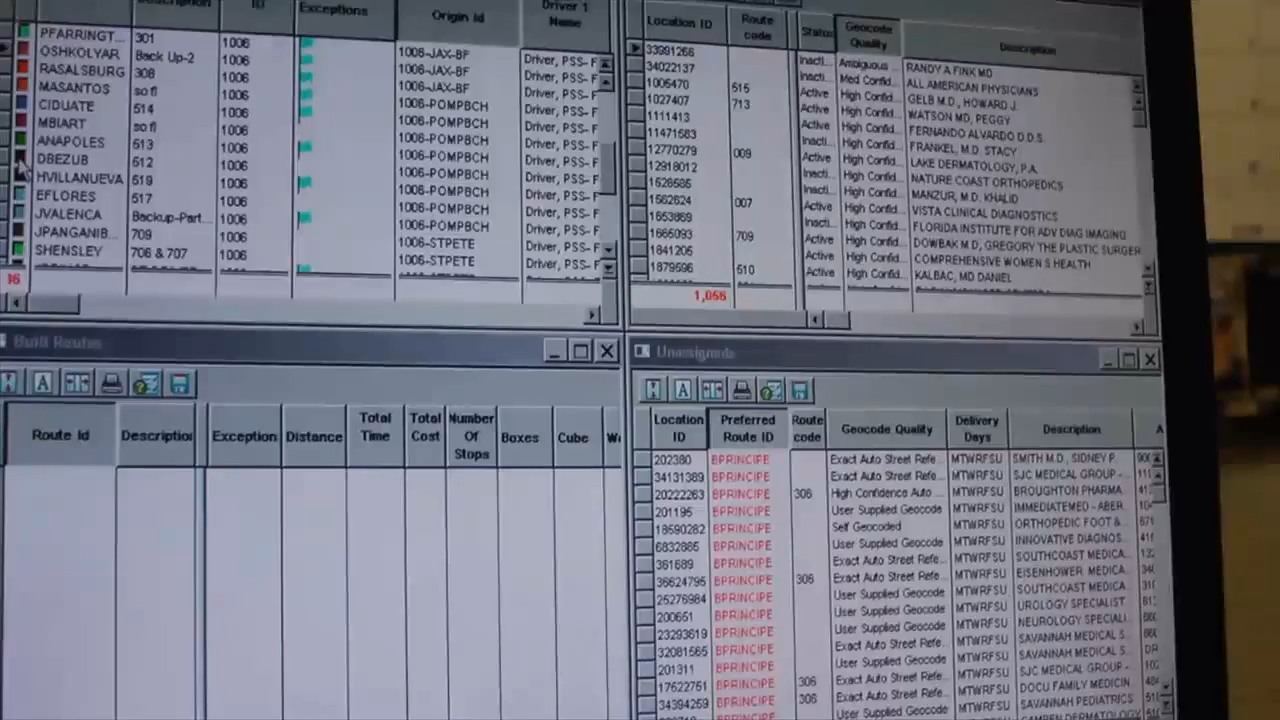 Description ID Exceptions Origin Id Driver 1 Name
PFARRINGT... 301 1006 1006-JAX-BF Driver, PSS- F
OSHKOLYAR Back Up-2 1006 1006-JAX-BF Driver, PSS- F
RASALSBURG 308 1006 1006-JAX-BF Driver, PSS- F
MASANTOS so fl 1006 1006-POMPBCH Driver, PSS- F
CIDUATE 514 1006 1006-POMPBCH Driver, PSS- F
MBIART so fl 1006 1006-POMPBCH Driver, PSS- F
ANAPOLES 513 1006 1006-POMPBCH Driver, PSS- F
DBEZUB 512 1006 1006-POMPBCH Driver, PSS- F
HVILLANUEVA 519 1006 1006-POMPBCH Driver, PSS- F
EFLORES 517 1006 1006-POMPBCH Driver, PSS- F
JVALENCA Backup-Part... 1006 1006-POMPBCH Driver, PSS- F
JPANGANIB... 709 1006 1006-STPETE Driver, PSS- F
SHENSLEY 706 & 707 1006 1006-STPETE Driver, PSS- F
Location ID Route code Status Geocode Quality Description
33991266 Inacti... Ambiguous ... RANDY A FINK MD
34022137 Inacti... Med Confid... ALL AMERICAN PHYSICIANS
1006470 515 Active High Confid... GELB M.D., HOWARD J.
1027407 713 Active High Confid... WATSON MD, PEGGY
1111413 Active High Confid... FERNANDO ALVARDO D.D.S.
11471683 Inacti... High Confid... FRANKEL, M.D. STACY
12770279 009 Active High Confid... LAKE DERMATOLOGY, P.A.
12918012 Inacti... High Confid... NATURE COAST ORTHOPEDICS
1528585 Inacti... High Confid... MANZUR, M.D. KHALID
1562624 007 Active High Confid... VISTA CLINICAL DIAGNOSTICS
1653869 Inacti... High Confid... FLORIDA INSTITUTE FOR ADV DIAG IMAGING
1665093 709 Active High Confid... DOWBAK M.D, GREGORY THE PLASTIC SURGER
1841206 Active High Confid... COMPREHENSIVE WOMEN S HEALTH
1879596 510 Active High Confid... KALBAC, MD DANIEL
1,056
Built Routes
Route Id Description Exception Distance Total Time Total Cost Number Of Stops Boxes Cube
Unassigneds
Location ID Preferred Route ID Route code Geocode Quality Delivery Days Description A
202380 BPRINCIPE Exact Auto Street Refe... MTWRFSU SMITH M.D., SIDNEY P.
34131389 BPRINCIPE Exact Auto Street Refe... MTWRFSU SJC MEDICAL GROUP -...
20222263 BPRINCIPE 306 High Confidence Auto ... MTWRFSU BROUGHTON PHARMA...
201195 BPRINCIPE User Supplied Geocode MTWRFSU IMMEDIATEMED - ABER...
18590282 BPRINCIPE Self Geocoded MTWRFSU ORTHOPEDIC FOOT &...
6832885 BPRINCIPE User Supplied Geocode MTWRFSU INNOVATIVE DIAGNOS...
361689 BPRINCIPE Exact Auto Street Refe... MTWRFSU SOUTHCOAST MEDICA...
36624795 BPRINCIPE 306 Exact Auto Street Refe... MTWRFSU EISENHOWER MEDICA...
25276984 BPRINCIPE User Supplied Geocode MTWRFSU SOUTHCOAST MEDICA...
200651 BPRINCIPE User Supplied Geocode MTWRFSU UROLOGY SPECIALIST
23293619 BPRINCIPE User Supplied Geocode MTWRFSU NEUROLOGY SPECIALI...
32081565 BPRINCIPE Exact Auto Street Refe... MTWRFSU SAVANNAH MEDICAL S...
201311 BPRINCIPE User Supplied Geocode MTWRFSU SAVANNAH MEDICAL S...
17622751 BPRINCIPE 306 Exact Auto Street Refe... MTWRFSU SJC MEDICAL GROUP -...
34394259 BPRINCIPE 306 Exact Auto Street Refe... MTWRFSU DOCU FAMILY MEDICIN...
SAVANNAH PEDIATRICS
CAMDEN DERMATOLOGY